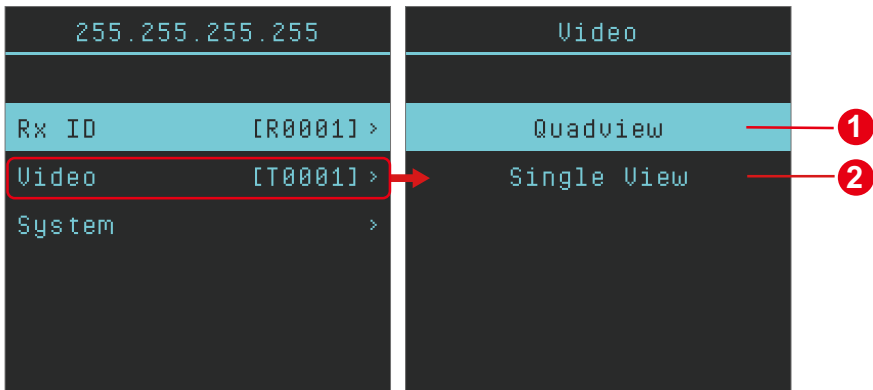 255.255.255.255
Rx ID [R0001] >
Video [T0001] >
System >
Video
Quadview 1
Single View 2